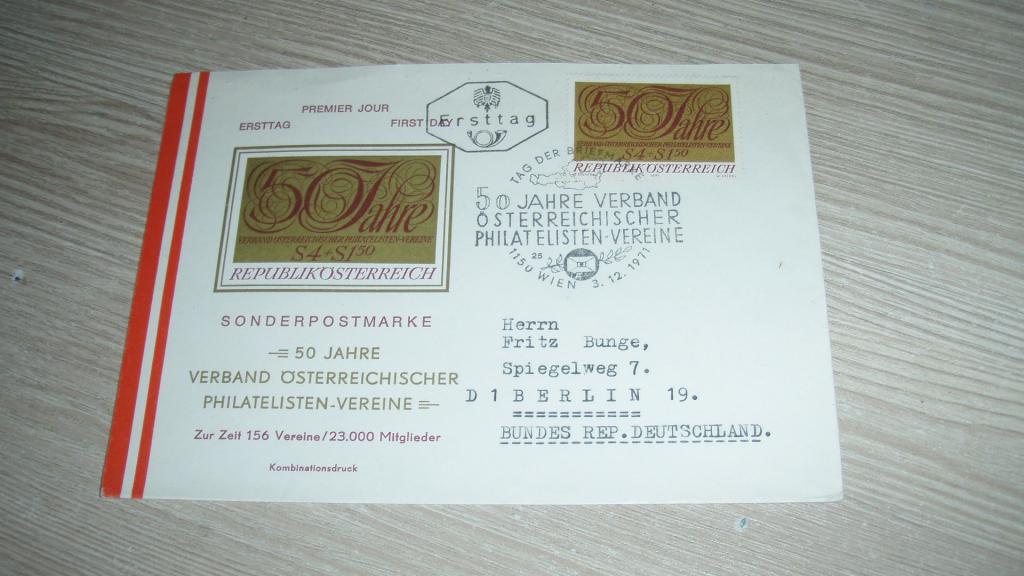 PREMIER JOUR
ERSTTAG
FIRST DAY
Ersttag
50 Jahre
VERBAND ÖSTERREICHISCHER PHILATELISTEN-VEREINE
S4+S150
REPUBLIK ÖSTERREICH
50 Jahre
VERBAND ÖSTERREICHISCHER PHILATELISTEN-VEREINE
S4+S150
REPUBLIK ÖSTERREICH
TAG DER BRIEFMARKE
50 JAHRE VERBAND
ÖSTERREICHISCHER
PHILATELISTEN-VEREINE
25
1150 WIEN 3.12.1971
SONDERPOSTMARKE
50 JAHRE
VERBAND ÖSTERREICHISCHER
PHILATELISTEN-VEREINE
Zur Zeit 156 Vereine/23.000 Mitglieder
Kombinationsdruck
Herrn
Fritz Bunge,
Spiegelweg 7.
D 1 BERLIN 19.
===========
BUNDES REP.DEUTSCHLAND.